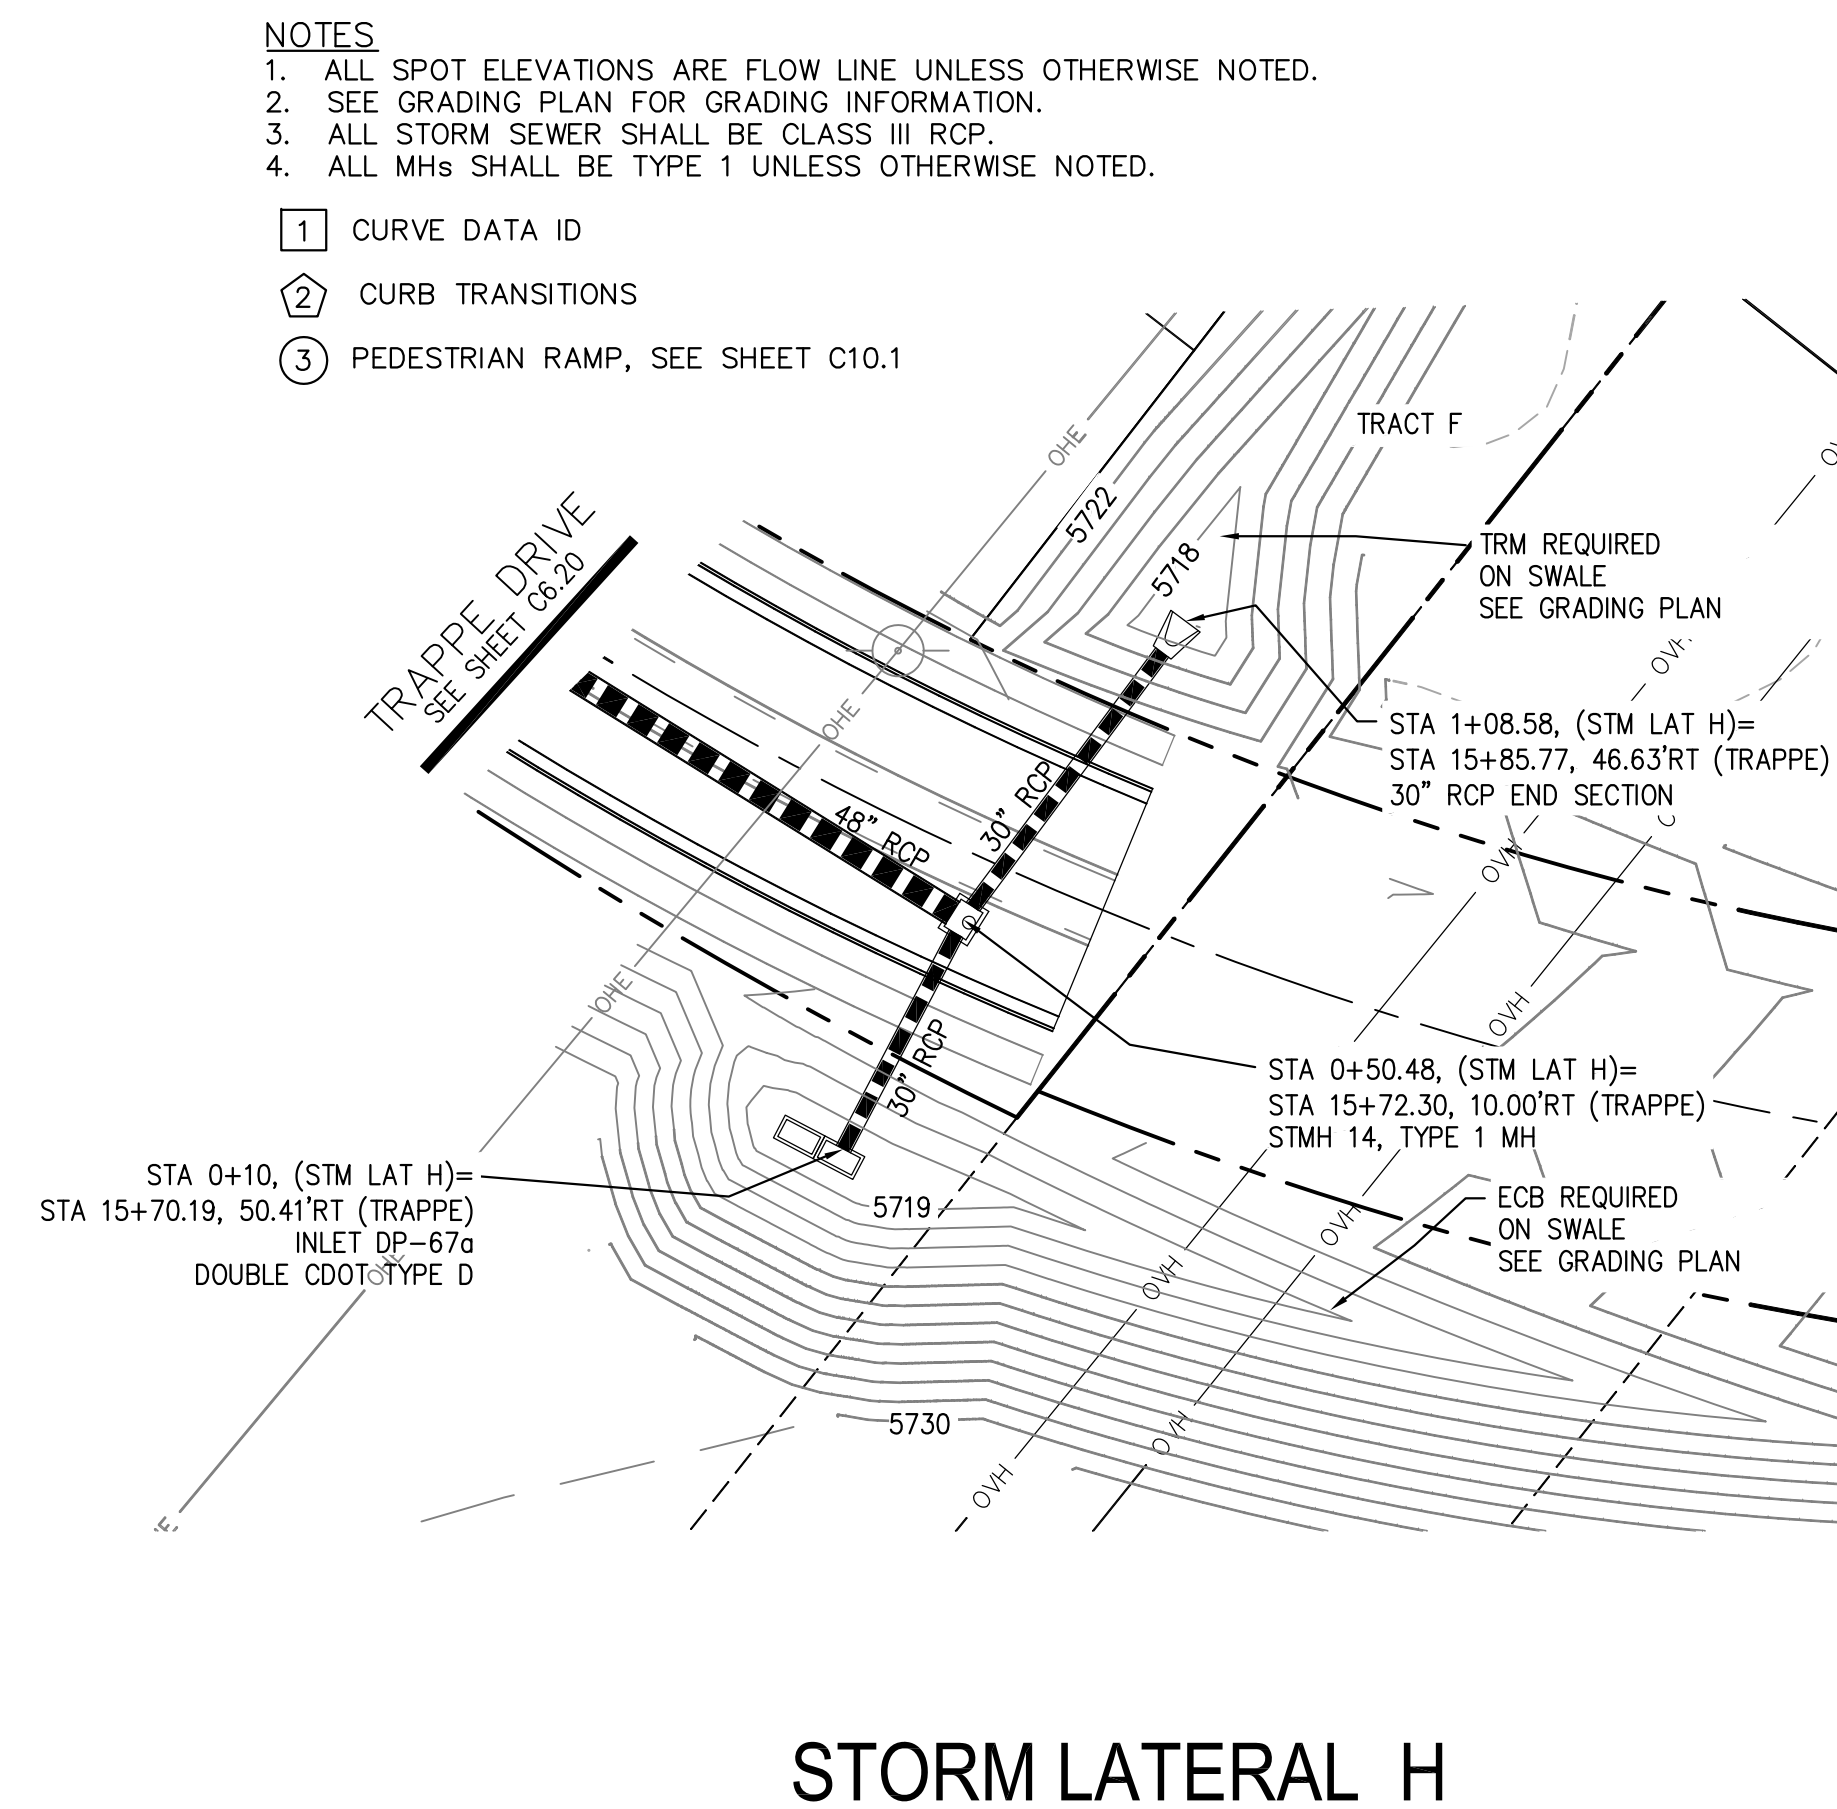 NOTES
1. ALL SPOT ELEVATIONS ARE FLOW LINE UNLESS OTHERWISE NOTED.
2. SEE GRADING PLAN FOR GRADING INFORMATION.
3. ALL STORM SEWER SHALL BE CLASS III RCP.
4. ALL MHs SHALL BE TYPE 1 UNLESS OTHERWISE NOTED.
1 CURVE DATA ID
2 CURB TRANSITIONS
3 PEDESTRIAN RAMP, SEE SHEET C10.1
TRACT F
OHE
5722
5718
TRM REQUIRED
ON SWALE
SEE GRADING PLAN
TRAPPE DRIVE
SEE SHEET C6.20
OHE
OVH
STA 1+08.58, (STM LAT H)=
STA 15+85.77, 46.63'RT (TRAPPE)
30" RCP END SECTION
48" RCP
30" RCP
OVH
OHE
OVH
30" RCP
STA 0+50.48, (STM LAT H)=
STA 15+72.30, 10.00'RT (TRAPPE)
STMH 14, TYPE 1 MH
STA 0+10, (STM LAT H)=
STA 15+70.19, 50.41'RT (TRAPPE)
INLET DP-67a
DOUBLE CDOT TYPE D
OHE
5719
OVH
OVH
ECB REQUIRED
ON SWALE
SEE GRADING PLAN
5730
OVH
OVH
STORM LATERAL H